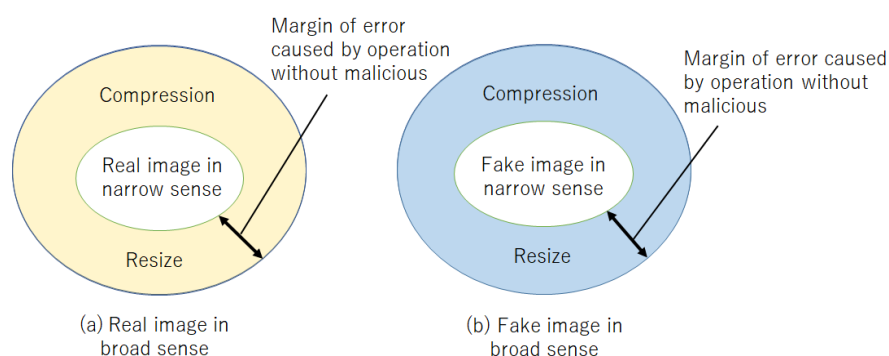 Margin of error
caused by operation
without malicious
Compression
Real image in
narrow sense
Resize
(a) Real image in
broad sense
Margin of error caused
by operation without
malicious
Compression
Fake image in
narrow sense
Resize
(b) Fake image in
broad sense